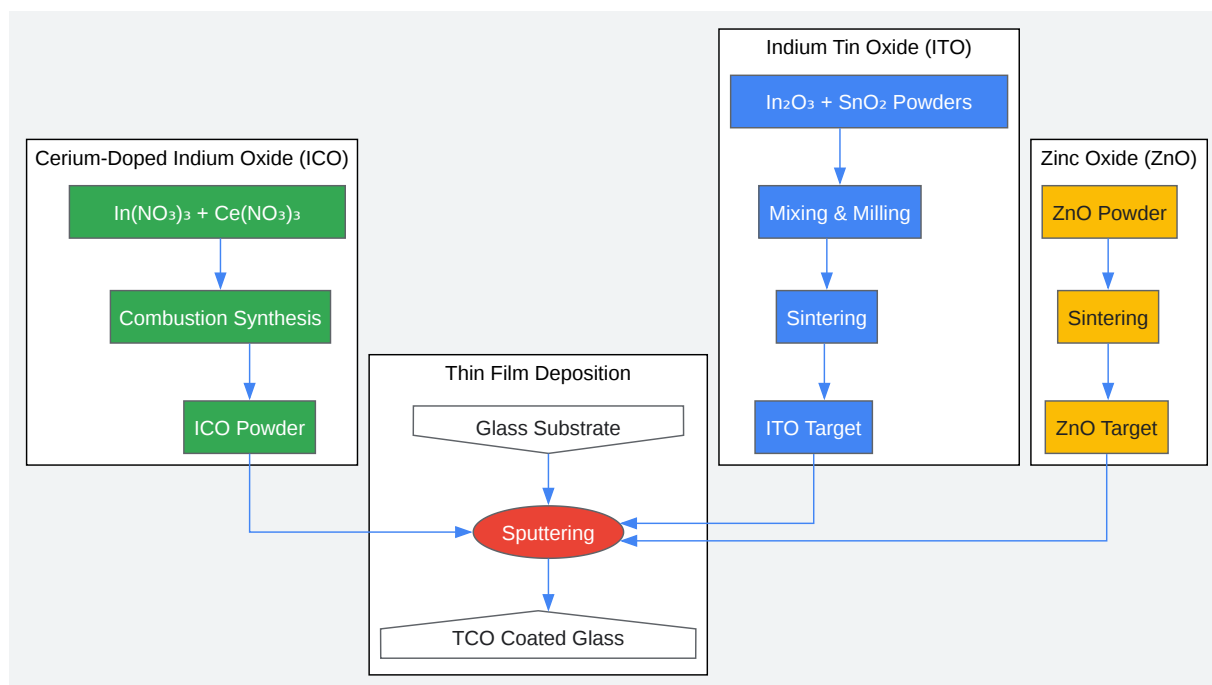 Indium Tin Oxide (ITO)
In₂O₃ + SnO₂ Powders
Mixing & Milling
Sintering
ITO Target
Cerium-Doped Indium Oxide (ICO)
In(NO₃)₃ + Ce(NO₃)₃
Combustion Synthesis
ICO Powder
Zinc Oxide (ZnO)
ZnO Powder
Sintering
ZnO Target
Thin Film Deposition
Glass Substrate
Sputtering
TCO Coated Glass